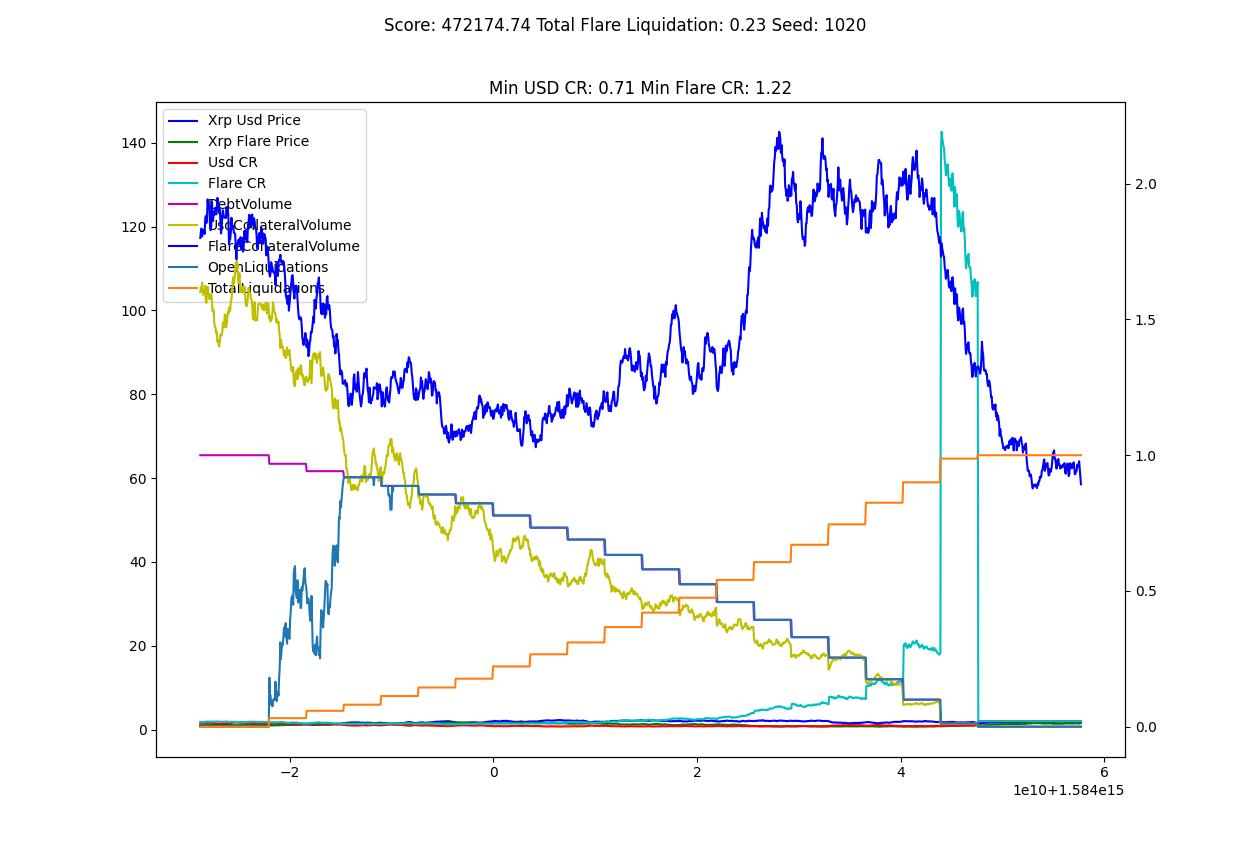 Score: 472174.74 Total Flare Liquidation: 0.23 Seed: 1020
Min USD CR: 0.71 Min Flare CR: 1.22
Xrp Usd Price
Xrp Flare Price
Usd CR
Flare CR
DebtVolume
UsdCollateralVolume
FlareCollateralVolume
OpenLiquidations
TotalLiquidations
140
120
100
80
60
40
20
0
2.0
1.5
1.0
0.5
0.0
−2 0 2 4 6
1e10+1.584e15